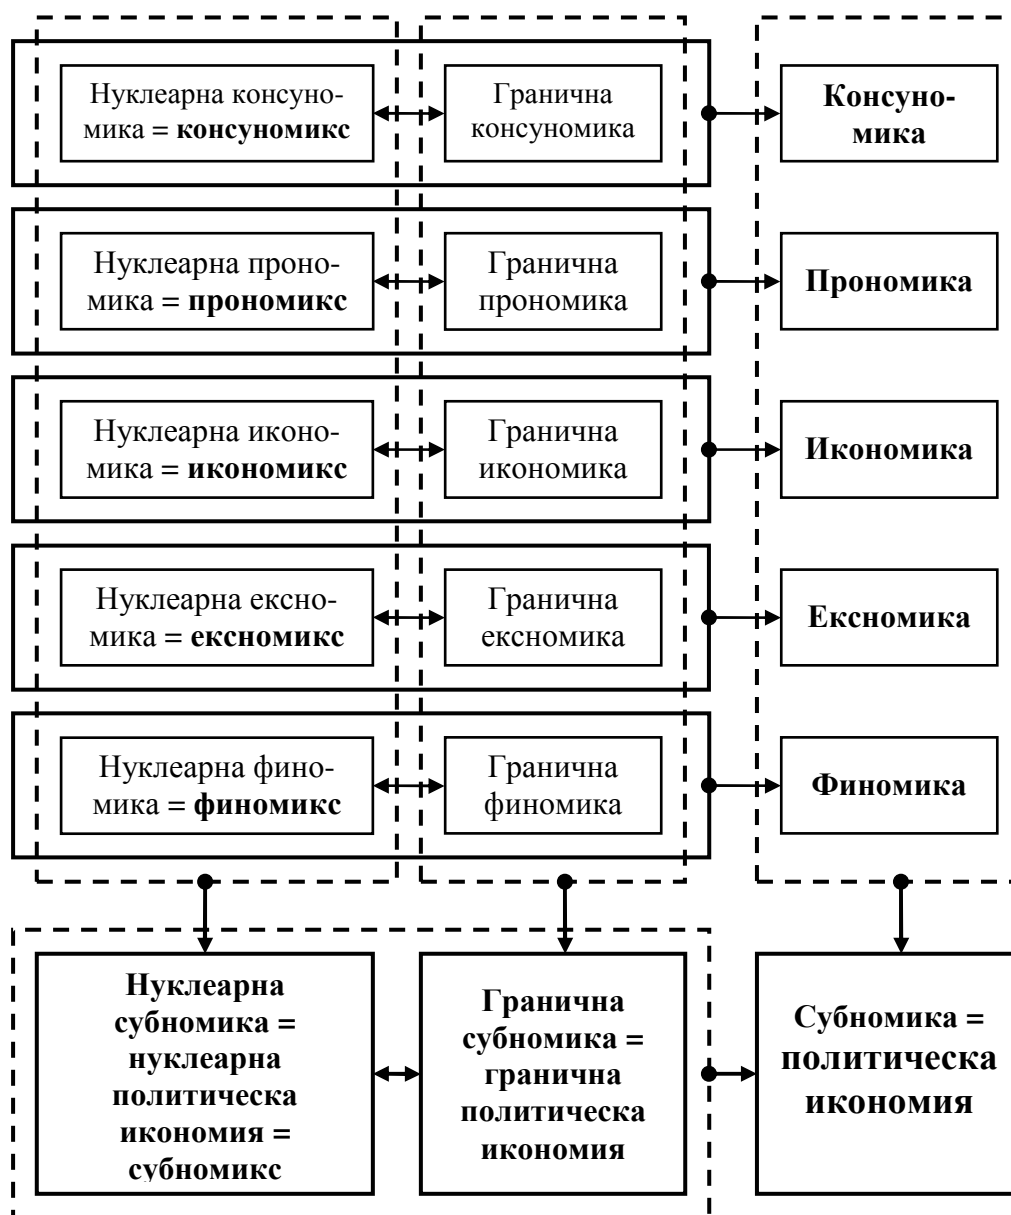 Нуклеарна консуно-
мика = консуномикс
Гранична
консуномика
Консуно-
мика
Нуклеарна проно-
мика = прономикс
Гранична
прономика
Прономика
Нуклеарна иконо-
мика = икономикс
Гранична
икономика
Икономика
Нуклеарна ексно-
мика = ексномикс
Гранична
ексномика
Ексномика
Нуклеарна фино-
мика = финомикс
Гранична
финомика
Финомика
Нуклеарна
субномика =
нуклеарна
политическа
икономия =
субномикс
Гранична
субномика =
гранична
политическа
икономия
Субномика =
политическа
икономия